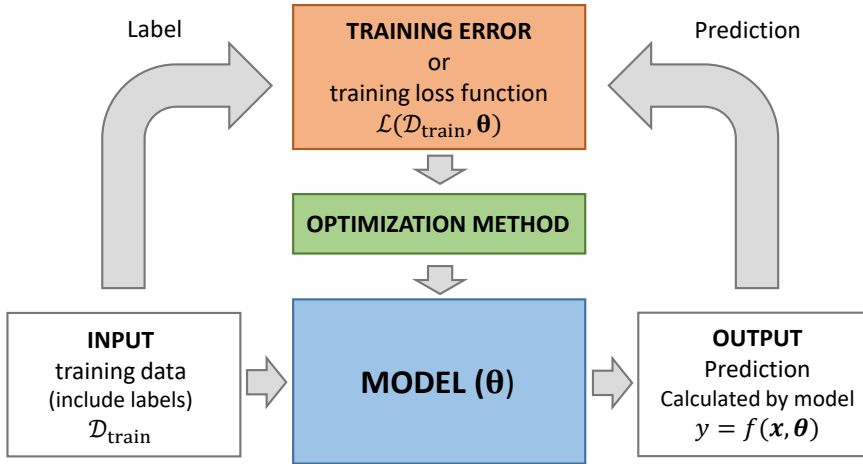 Label
TRAINING ERROR
or
training loss function
ℒ(𝒟train, θ)
Prediction
OPTIMIZATION METHOD
INPUT
training data
(include labels)
𝒟train
MODEL (θ)
OUTPUT
Prediction
Calculated by model
y = f(x, θ)